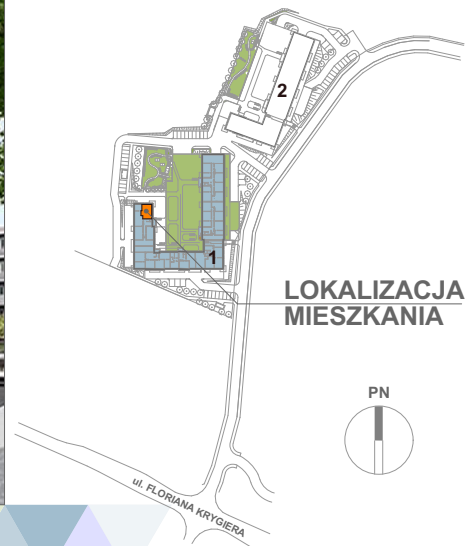 2
1
LOKALIZACJA
MIESZKANIA
PN
ul. FLORIANA KRYGIERA